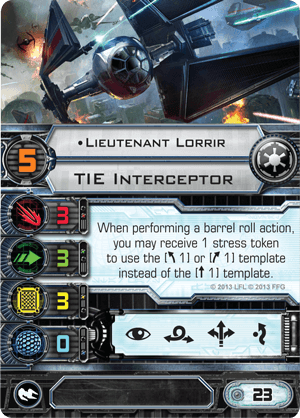 •Lieutenant Lorrir
5
TIE Interceptor
3
3
3
0
When performing a barrel roll action,
you may receive 1 stress token
to use the [↰ 1] or [↱ 1] template
instead of the [↑ 1] template.
© 2013 LFL © 2013 FFG
23